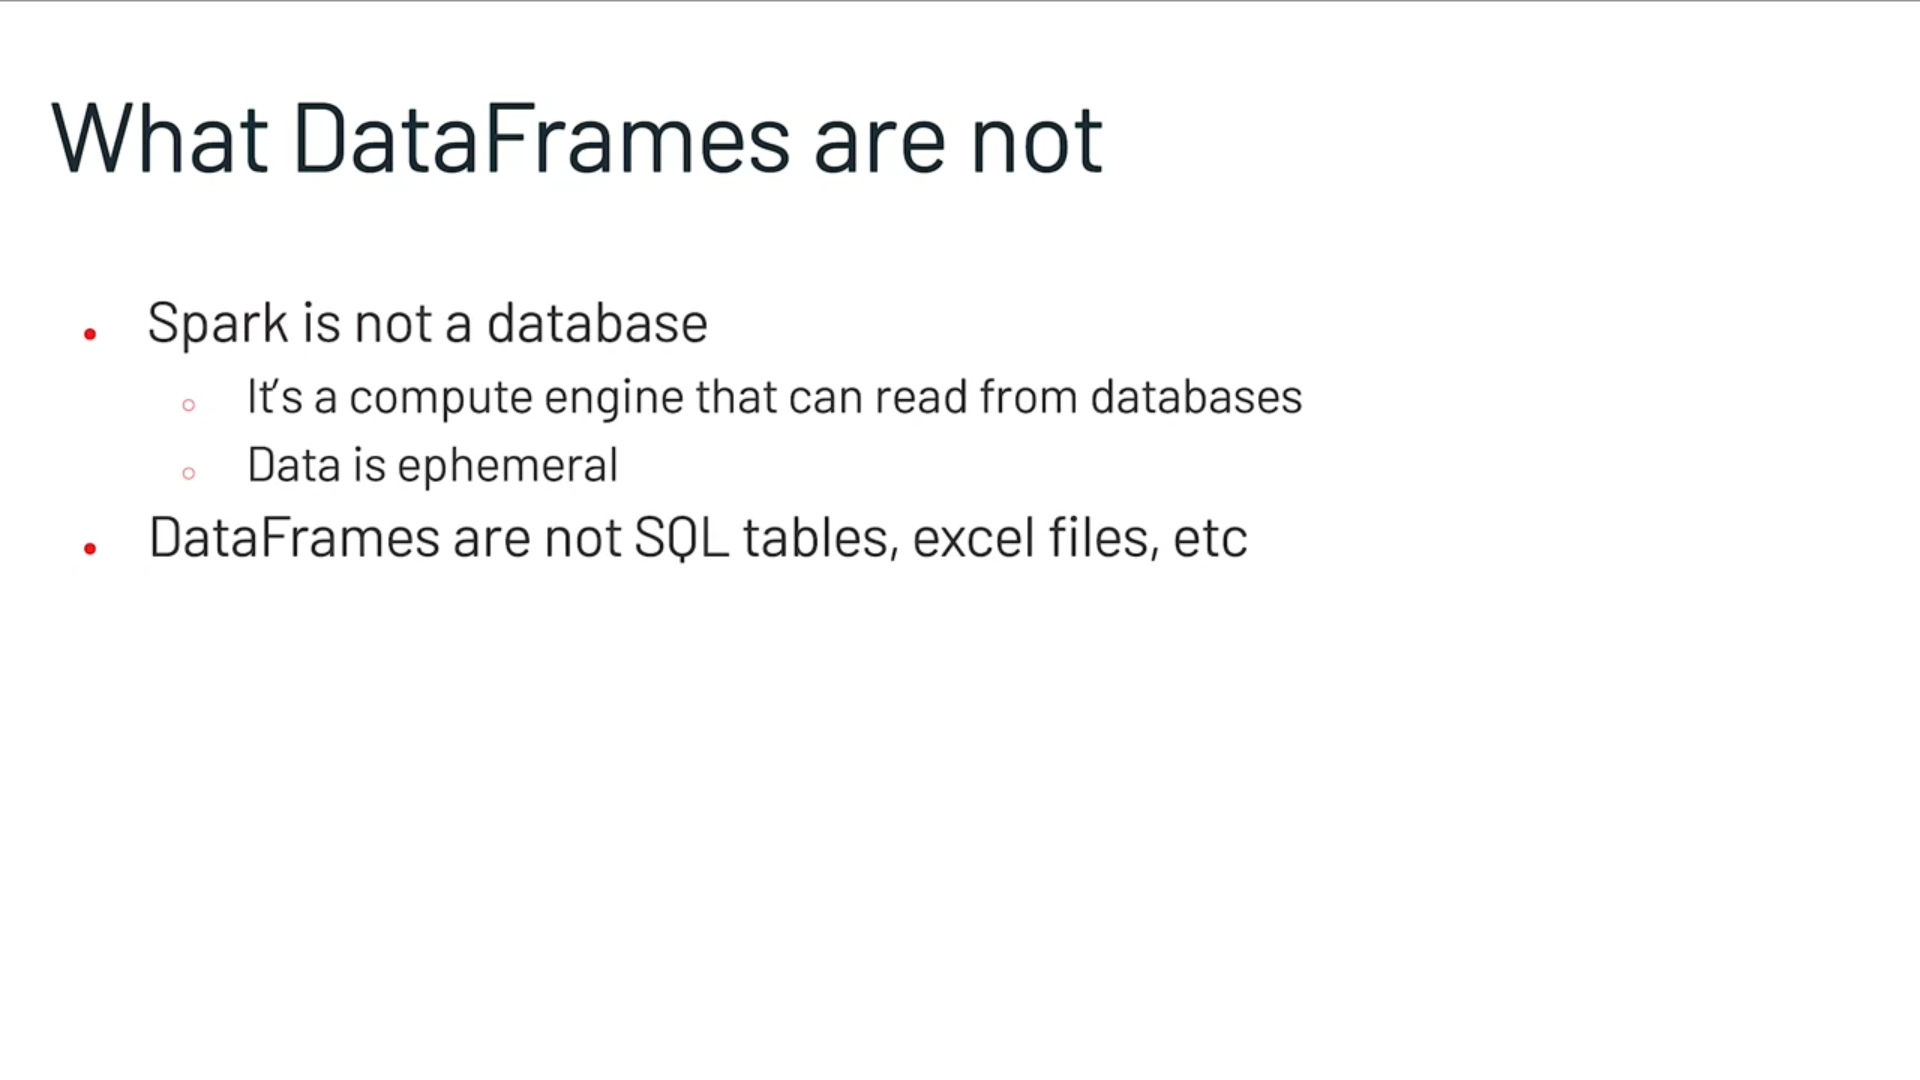 What DataFrames are not
Spark is not a database
It's a compute engine that can read from databases
Data is ephemeral
DataFrames are not SQL tables, excel files, etc